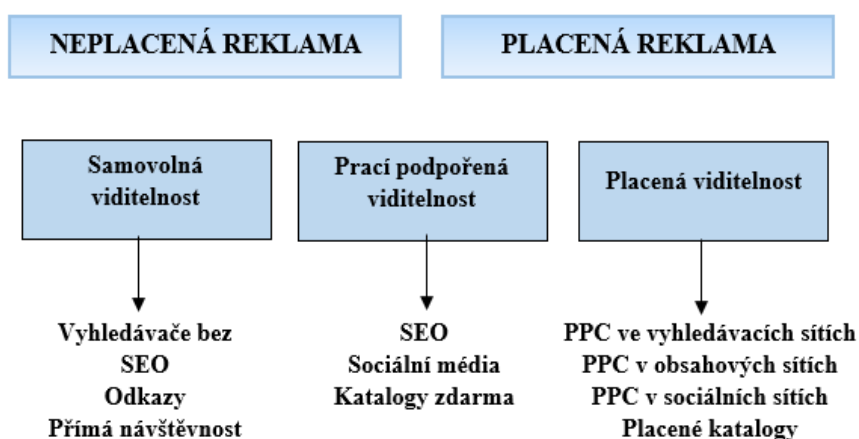 NEPLACENÁ REKLAMA
PLACENÁ REKLAMA
Samovolná
viditelnost
Prací podpořená
viditelnost
Placená viditelnost
Vyhledávače bez
SEO
Odkazy
Přímá návštěvnost
SEO
Sociální média
Katalogy zdarma
PPC ve vyhledávacích sítích
PPC v obsahových sítích
PPC v sociálních sítích
Placené katalogy